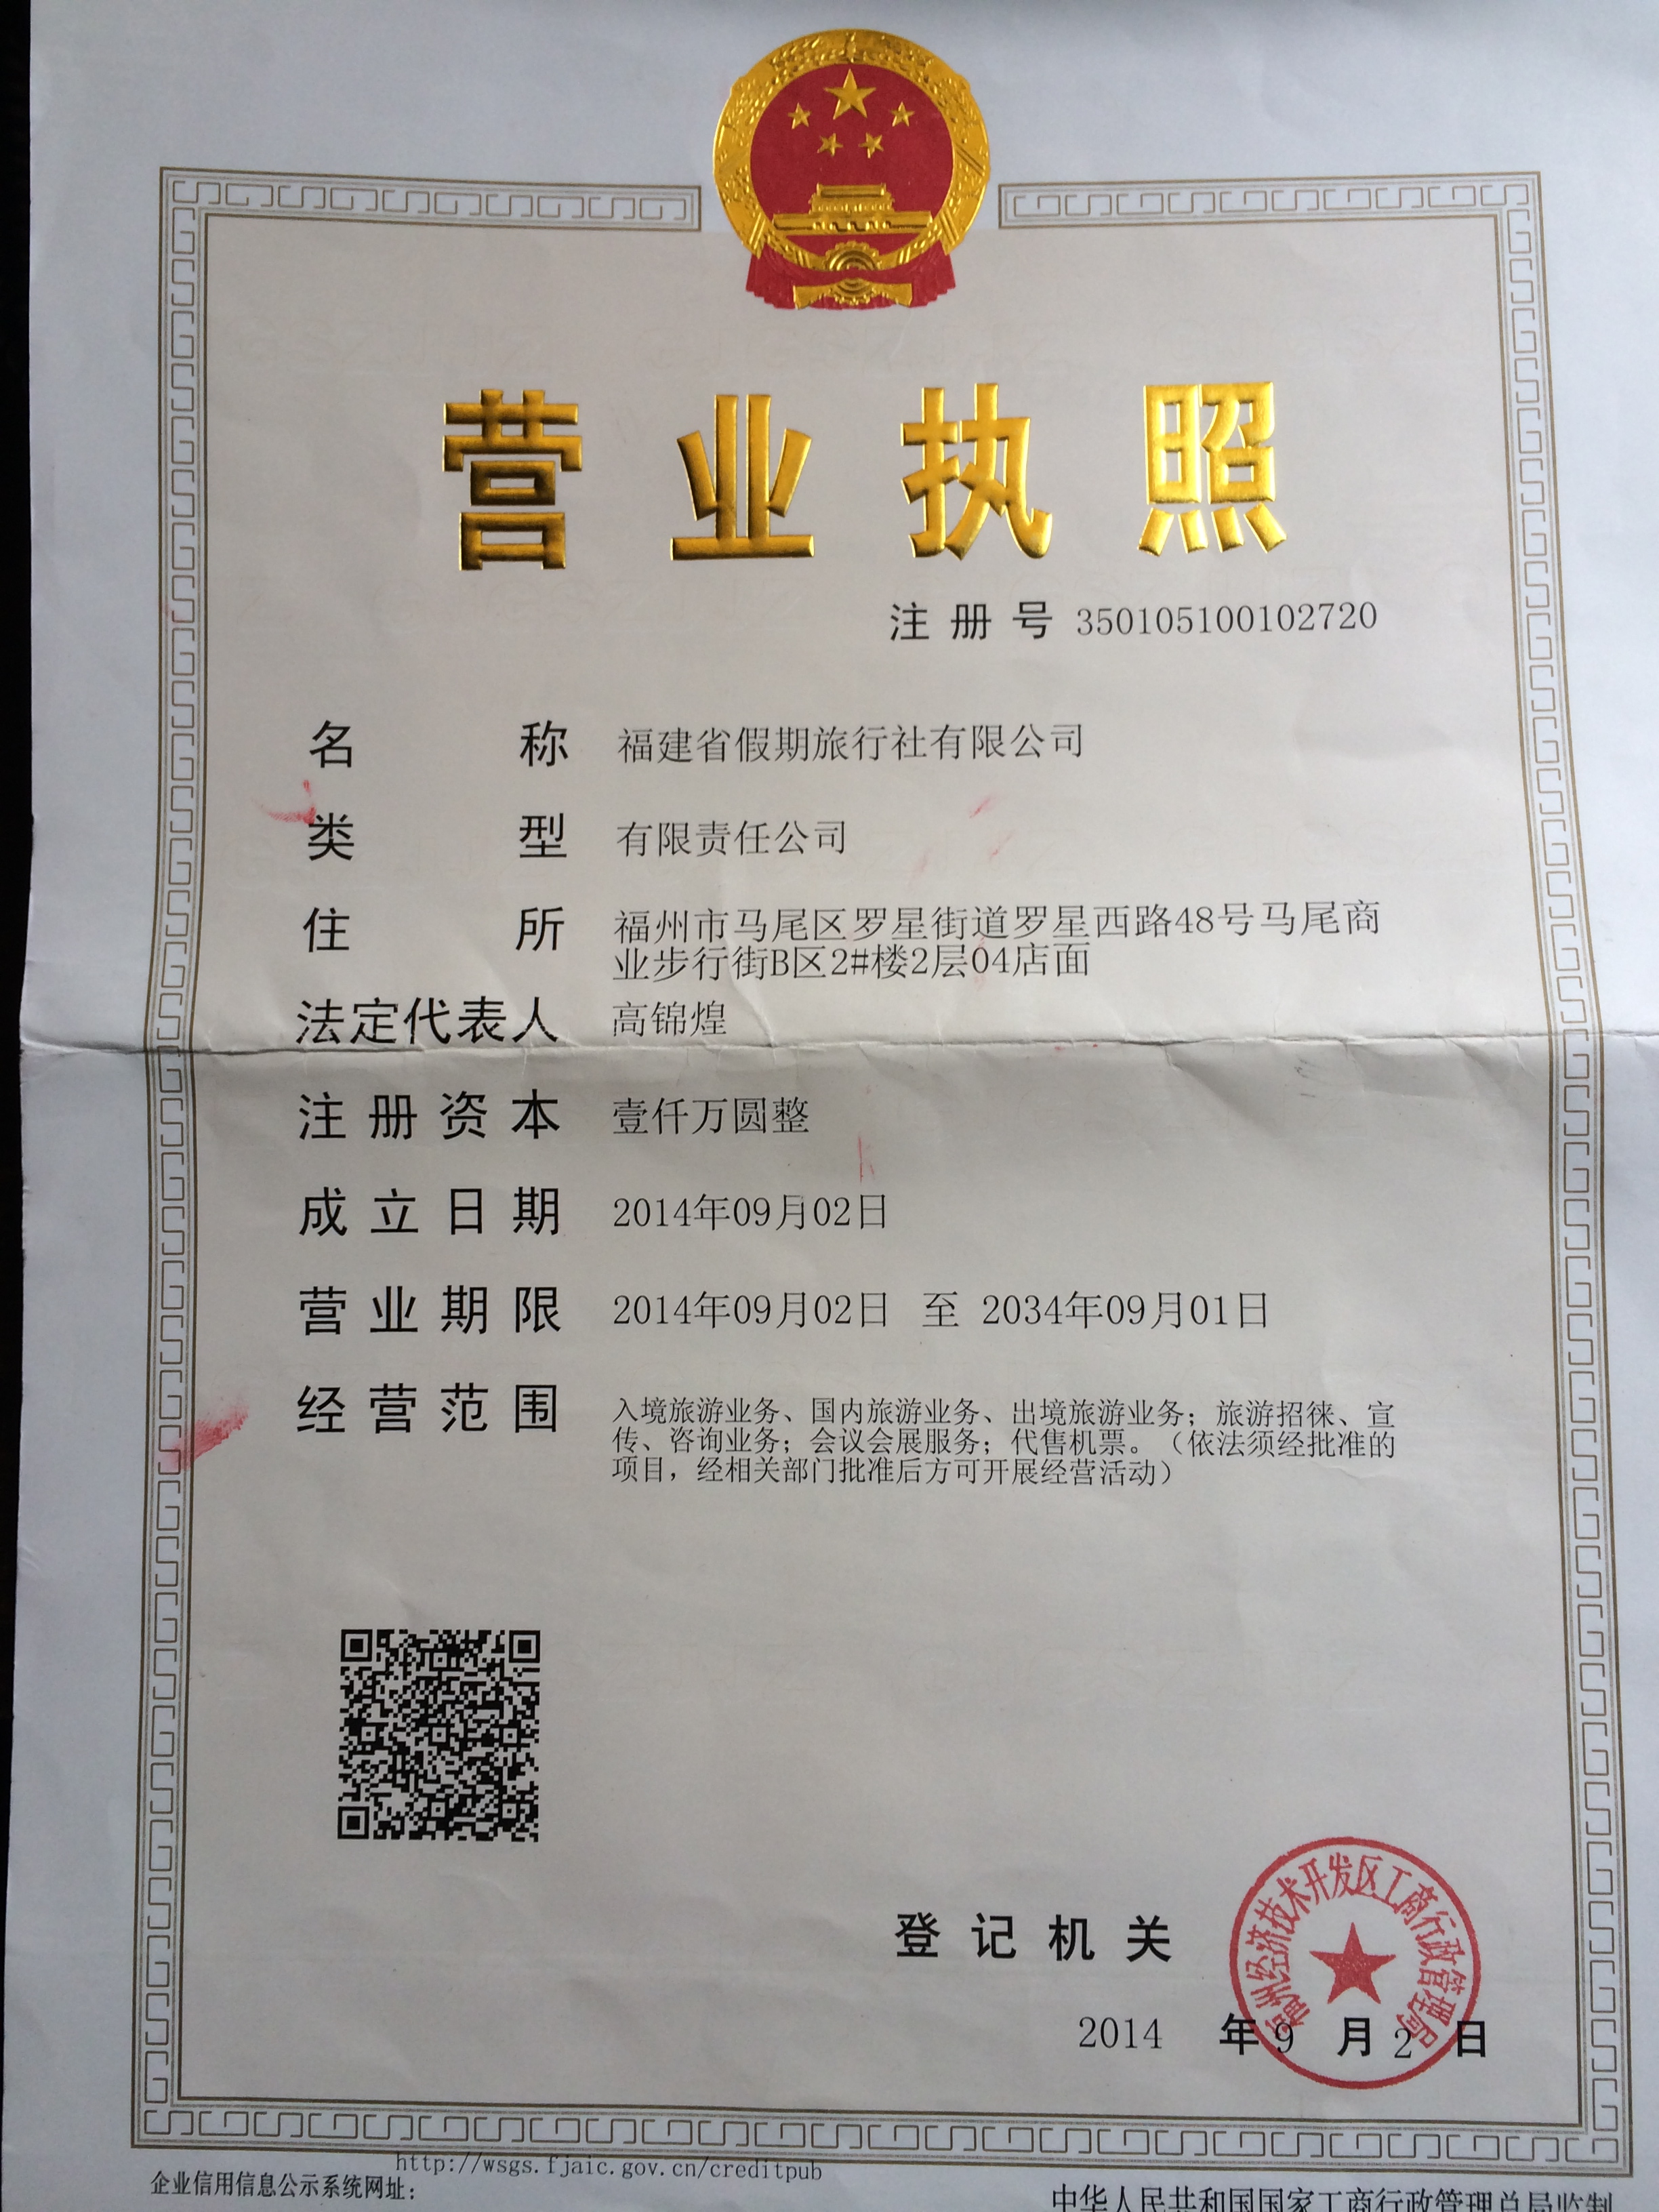 营业执照
注册号 350105100102720
名称 福建省假期旅行社有限公司
类型 有限责任公司
住所 福州市马尾区罗星街道罗星西路48号马尾商
业步行街B区2#楼2层04店面
法定代表人 高锦煌
注册资本 壹仟万圆整
成立日期 2014年09月02日
营业期限 2014年09月02日 至 2034年09月01日
经营范围 入境旅游业务、国内旅游业务、出境旅游业务；旅游招徕、宣
传、咨询业务；会议会展服务；代售机票。（依法须经批准的
项目，经相关部门批准后方可开展经营活动）
登记机关
福州经济技术开发区工商行政管理局
2014 年 9 月 2 日
http://wsgs.fjaic.gov.cn/creditpub
企业信用信息公示系统网址：
中华人民共和国国家工商行政管理总局监制